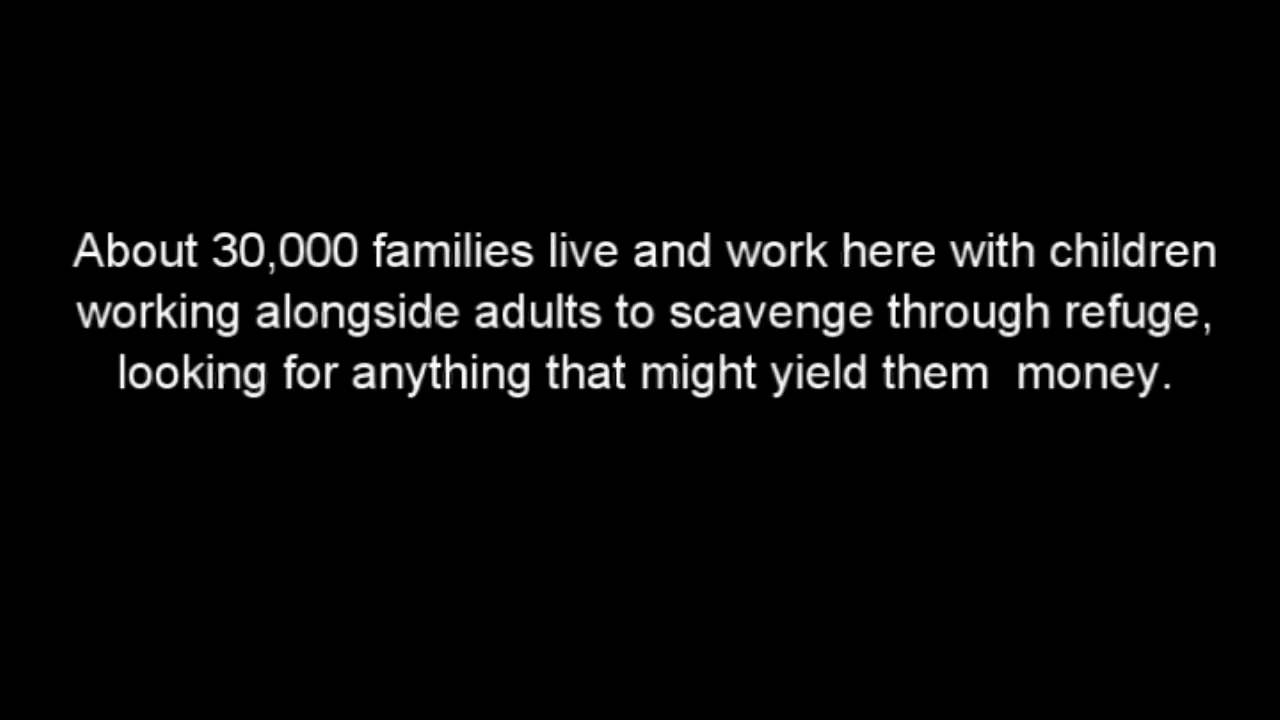 About 30,000 families live and work here with children
working alongside adults to scavenge through refuge,
looking for anything that might yield them  money.